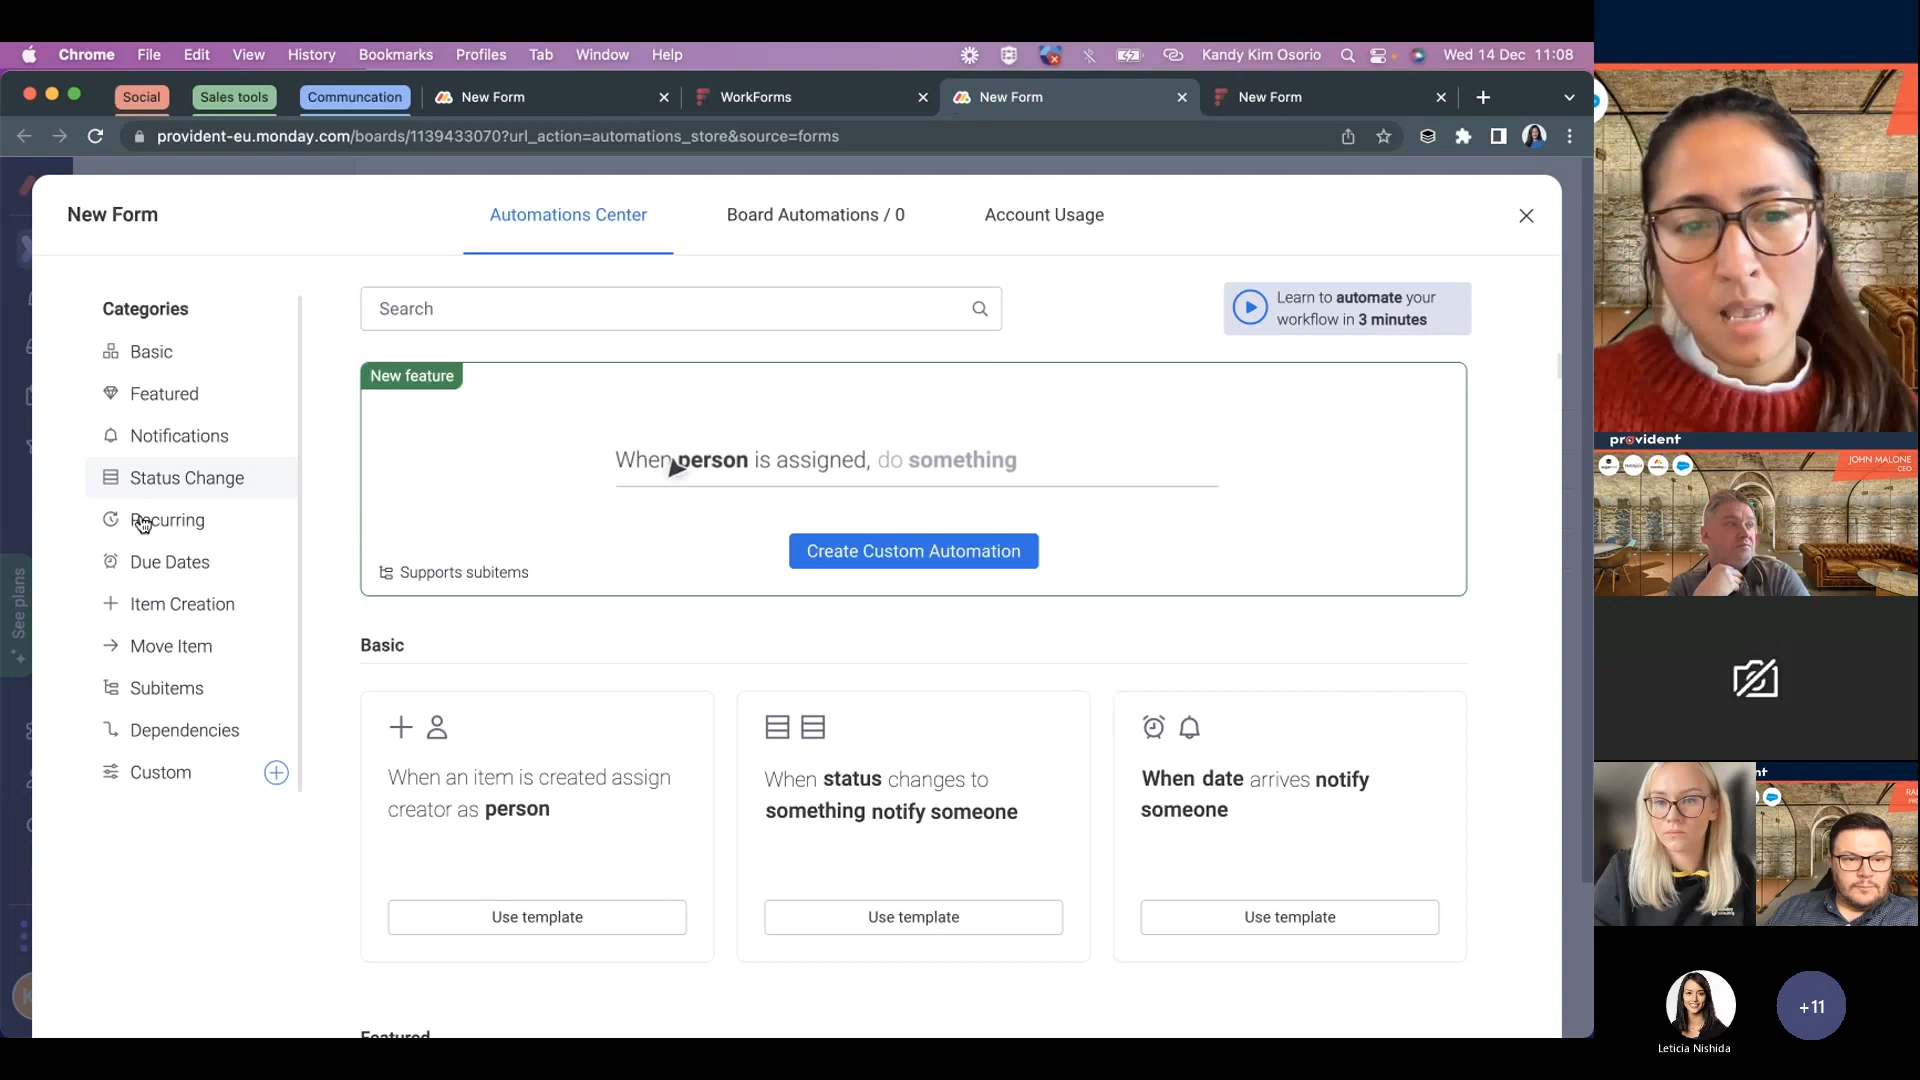 Chrome File Edit View History Bookmarks Profiles Tab Window Help
Kandy Kim Osorio Wed 14 Dec 11:08
Social Sales tools Communcation New Form WorkForms New Form New Form
provident-eu.monday.com/boards/1139433070?url_action=automations_store&source=forms
New Form
Automations Center
Board Automations / 0
Account Usage
Categories
Basic
Featured
Notifications
Status Change
Recurring
Due Dates
Item Creation
Move Item
Subitems
Dependencies
Custom
See plans
Search
Learn to automate your
workflow in 3 minutes
New feature
When person is assigned, do something
Create Custom Automation
Supports subitems
Basic
When an item is created assign
creator as person
Use template
When status changes to
something notify someone
Use template
When date arrives notify
someone
Use template
Featured
provident
JOHN MALONE
CEO
Leticia Nishida
+11